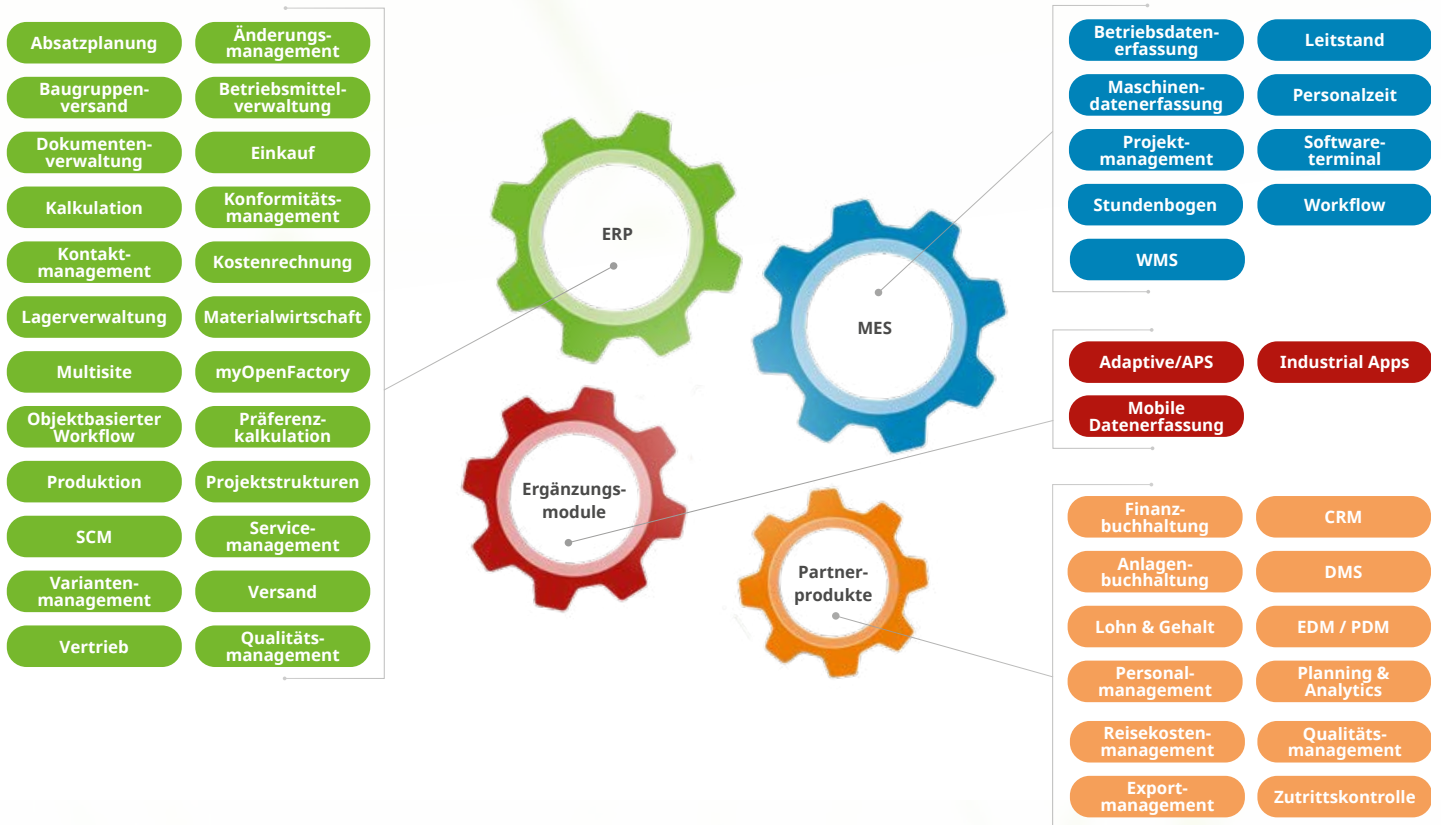 Absatzplanung
Änderungs-
management
Baugruppen-
versand
Betriebsmittel-
verwaltung
Dokumenten-
verwaltung
Einkauf
Kalkulation
Konformitäts-
management
Kontakt-
management
Kostenrechnung
Lagerverwaltung
Materialwirtschaft
Multisite
myOpenFactory
Objektbasierter
Workflow
Präferenz-
kalkulation
Produktion
Projektstrukturen
SCM
Service-
management
Varianten-
management
Versand
Vertrieb
Qualitäts-
management
ERP
MES
Ergänzungs-
module
Partner-
produkte
Betriebsdaten-
erfassung
Leitstand
Maschinen-
datenerfassung
Personalzeit
Projekt-
management
Software-
terminal
Stundenbogen
Workflow
WMS
Adaptive/APS
Industrial Apps
Mobile
Datenerfassung
Finanz-
buchhaltung
CRM
Anlagen-
buchhaltung
DMS
Lohn & Gehalt
EDM / PDM
Personal-
management
Planning &
Analytics
Reisekosten-
management
Qualitäts-
management
Export-
management
Zutrittskontrolle